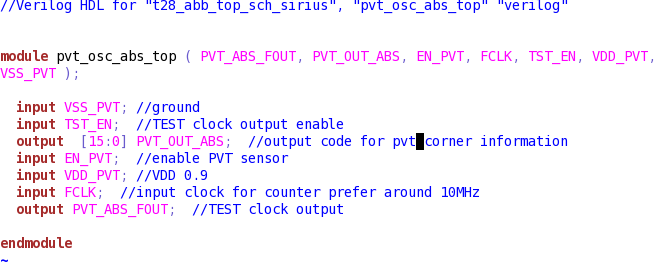 //Verilog HDL for "t28_abb_top_sch_sirius", "pvt_osc_abs_top" "verilog"
module pvt_osc_abs_top ( PVT_ABS_FOUT, PVT_OUT_ABS, EN_PVT, FCLK, TST_EN, VDD_PVT,
VSS_PVT );
input VSS_PVT; //ground
input TST_EN;  //TEST clock output enable
output  [15:0] PVT_OUT_ABS;  //output code for pvt corner information
input EN_PVT;  //enable PVT sensor
input VDD_PVT; //VDD 0.9
input FCLK;  //input clock for counter prefer around 10MHz
output PVT_ABS_FOUT;  //TEST clock output
endmodule
~